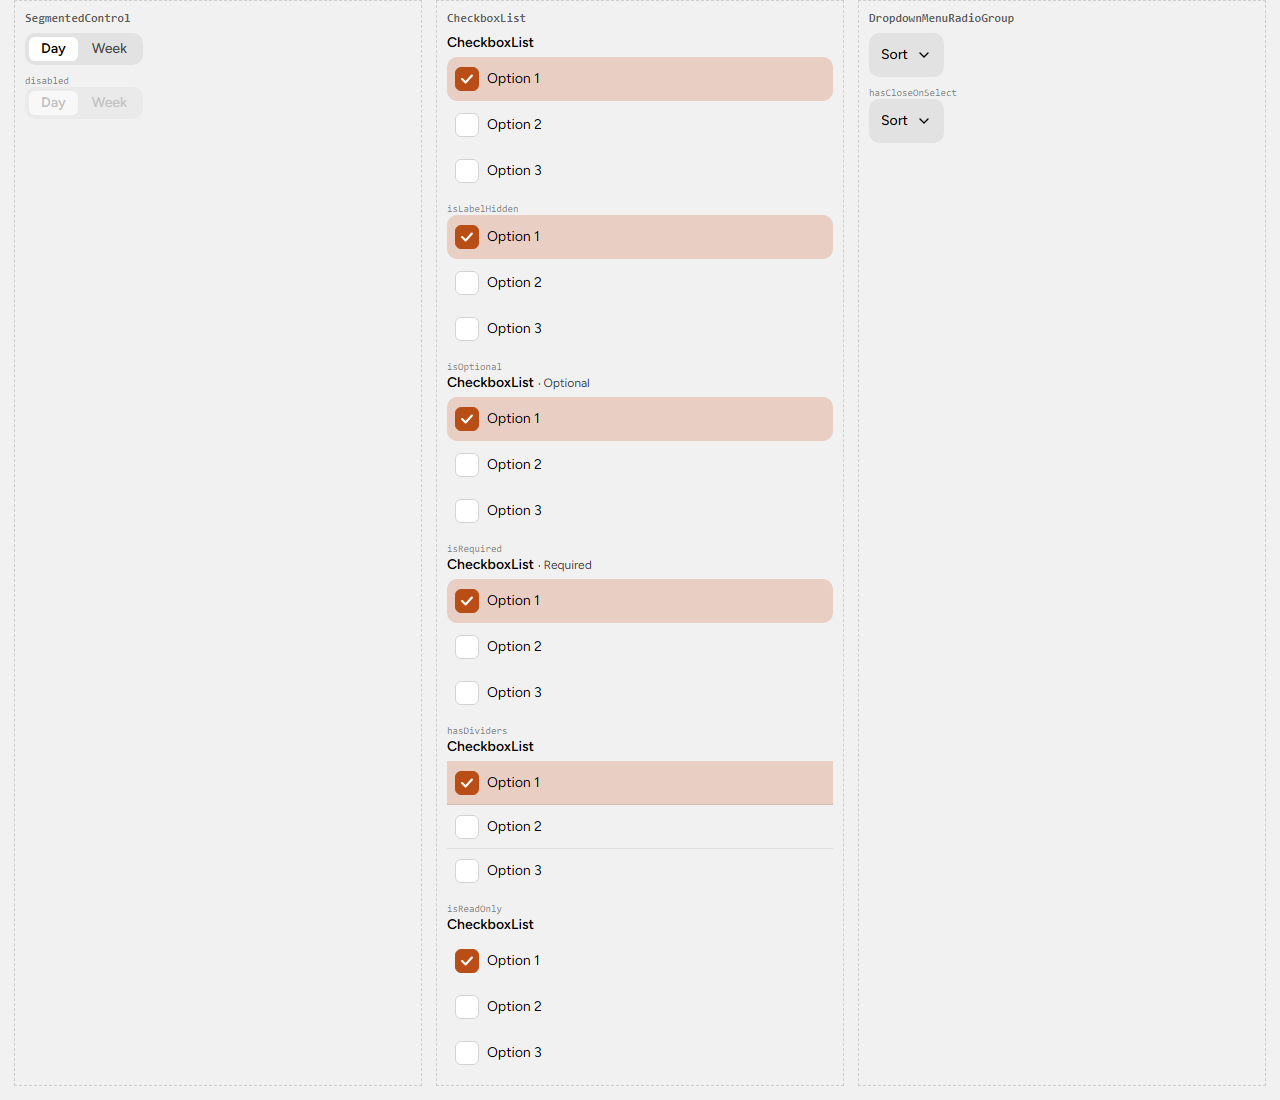 SegmentedControl
Day Week
disabled
Day Week
CheckboxList
CheckboxList
Option 1
Option 2
Option 3
isLabelHidden
Option 1
Option 2
Option 3
isOptional
CheckboxList · Optional
Option 1
Option 2
Option 3
isRequired
CheckboxList · Required
Option 1
Option 2
Option 3
hasDividers
CheckboxList
Option 1
Option 2
Option 3
isReadOnly
CheckboxList
Option 1
Option 2
Option 3
DropdownMenuRadioGroup
Sort
hasCloseOnSelect
Sort